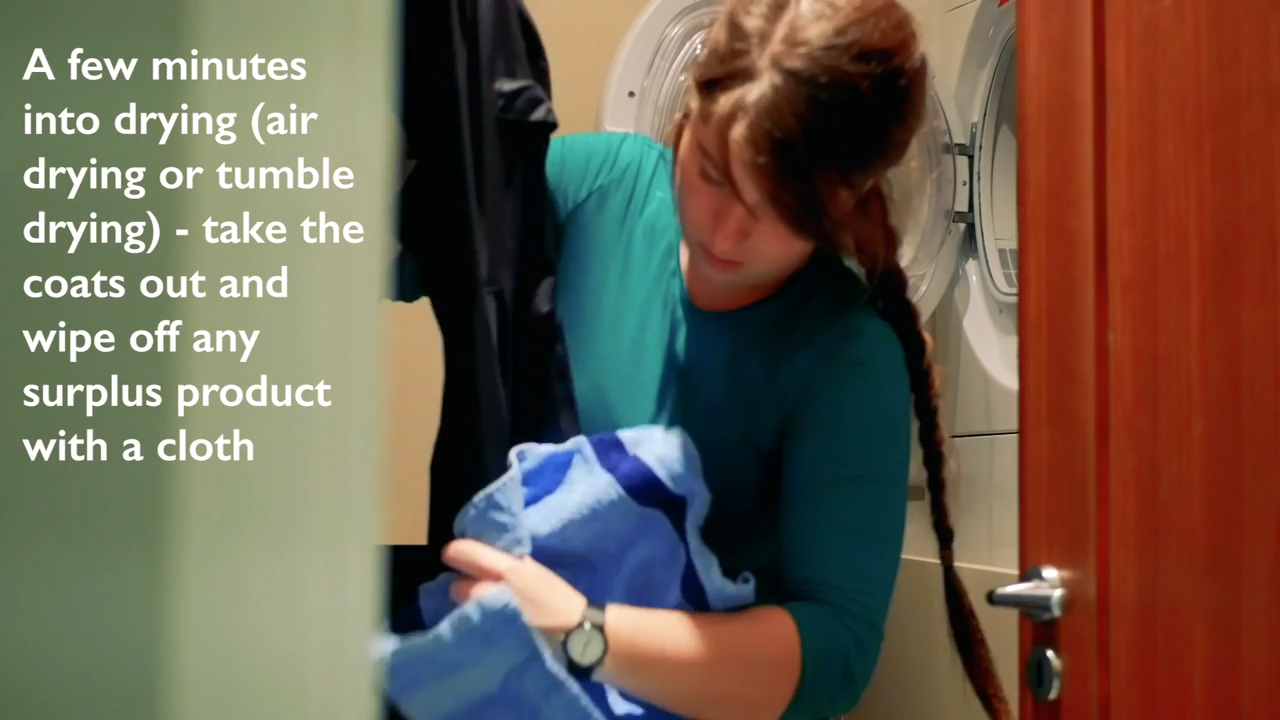 A few minutes
into drying (air
drying or tumble
drying) - take the
coats out and
wipe off any
surplus product
with a cloth